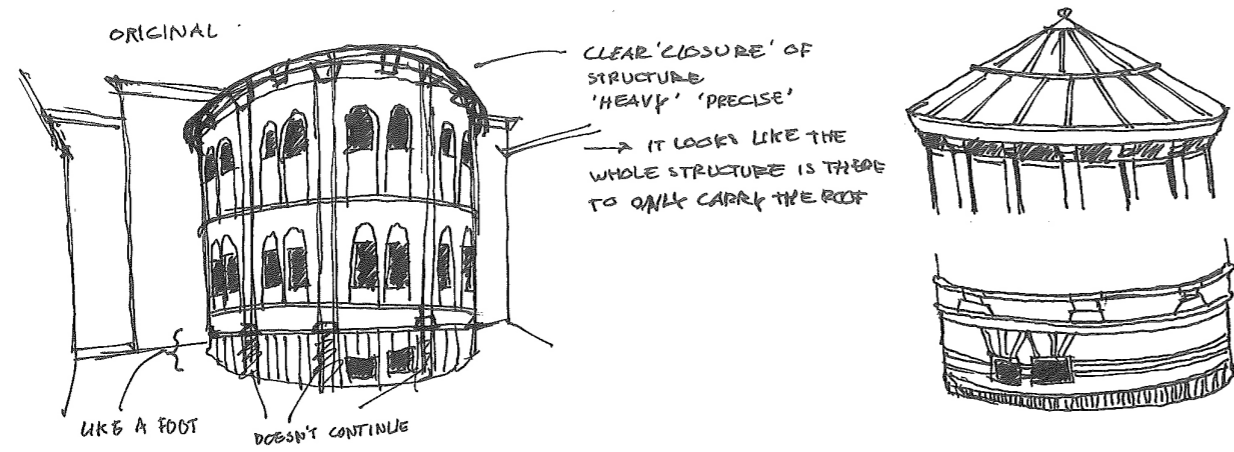 ORIGINAL
CLEAR 'CLOSURE' OF
STRUCTURE
'HEAVY' 'PRECISE'
→ IT LOOKS LIKE THE
WHOLE STRUCTURE IS THERE
TO ONLY CARRY THE ROOF
LIKE A FOOT
DOESN'T CONTINUE